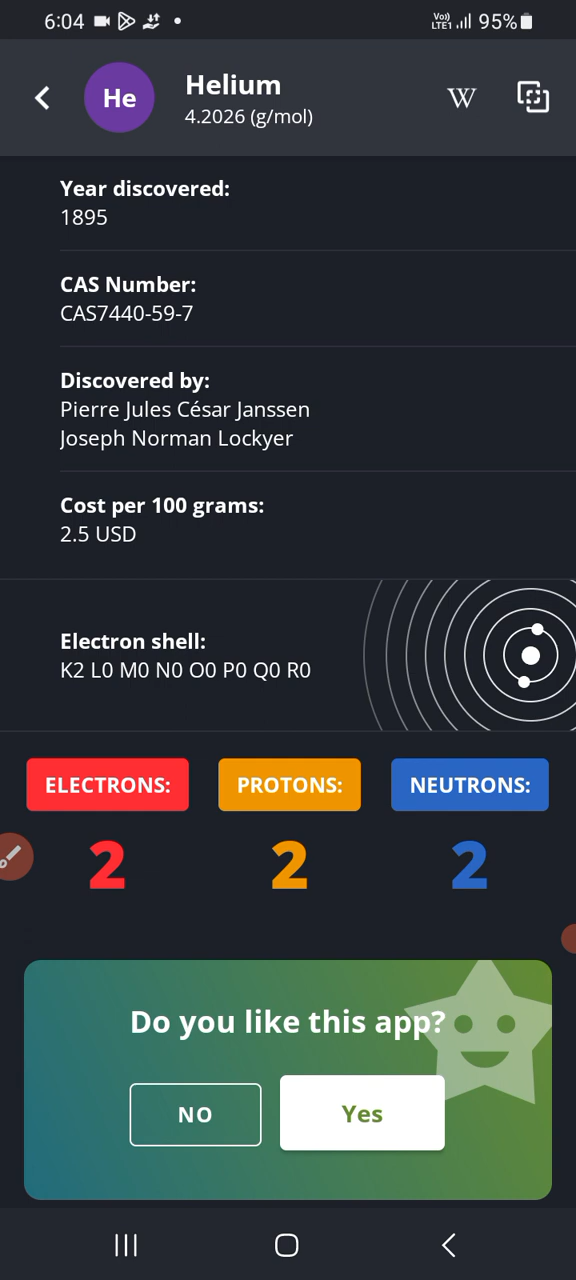 6:04
Vo)) LTE1 95%
He
Helium
4.2026 (g/mol)
W
Year discovered:
1895
CAS Number:
CAS7440-59-7
Discovered by:
Pierre Jules César Janssen
Joseph Norman Lockyer
Cost per 100 grams:
2.5 USD
Electron shell:
K2 L0 M0 N0 O0 P0 Q0 R0
ELECTRONS: PROTONS: NEUTRONS:
2 2 2
Do you like this app?
NO Yes